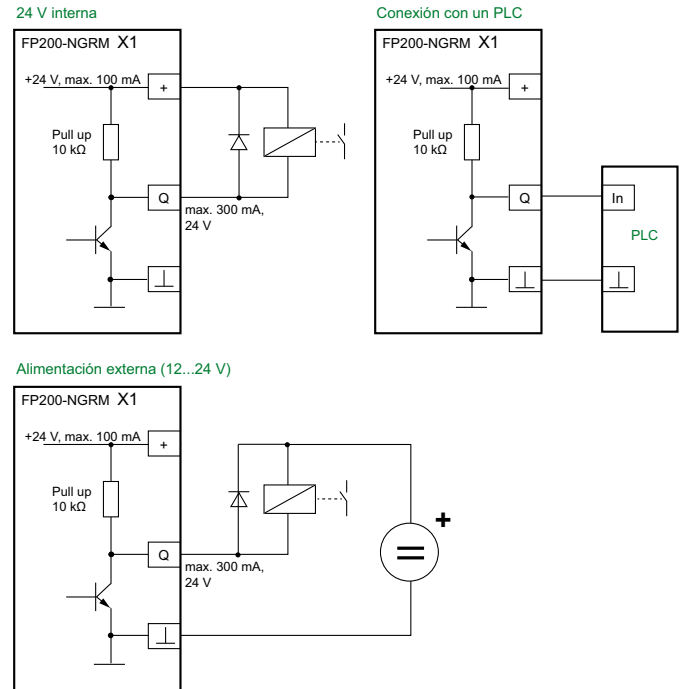 24 V interna
FP200-NGRM X1
+24 V, max. 100 mA
+
Pull up
10 kΩ
Q
max. 300 mA,
24 V
Conexión con un PLC
FP200-NGRM X1
+24 V, max. 100 mA
+
Pull up
10 kΩ
Q
In
PLC
Alimentación externa (12...24 V)
FP200-NGRM X1
+24 V, max. 100 mA
+
Pull up
10 kΩ
Q
max. 300 mA,
24 V
+